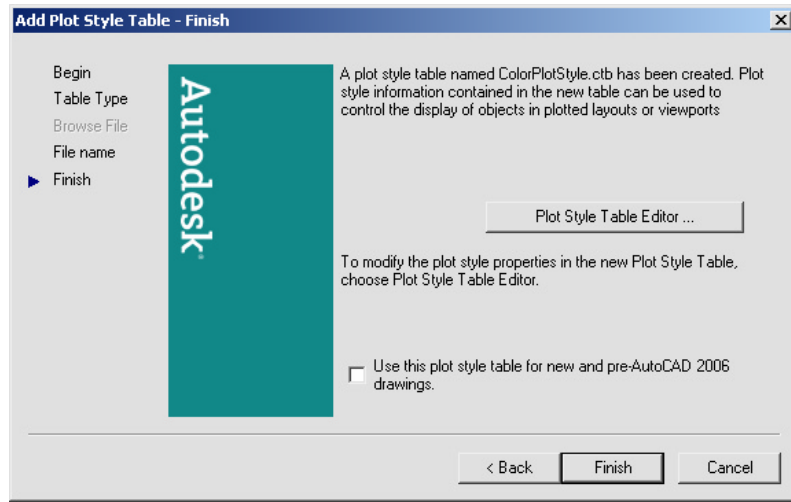 Add Plot Style Table - Finish
Begin
Table Type
Browse File
File name
Finish
Autodesk
A plot style table named ColorPlotStyle.ctb has been created. Plot
style information contained in the new table can be used to
control the display of objects in plotted layouts or viewports
Plot Style Table Editor ...
To modify the plot style properties in the new Plot Style Table,
choose Plot Style Table Editor.
Use this plot style table for new and pre-AutoCAD 2006
drawings.
< Back
Finish
Cancel